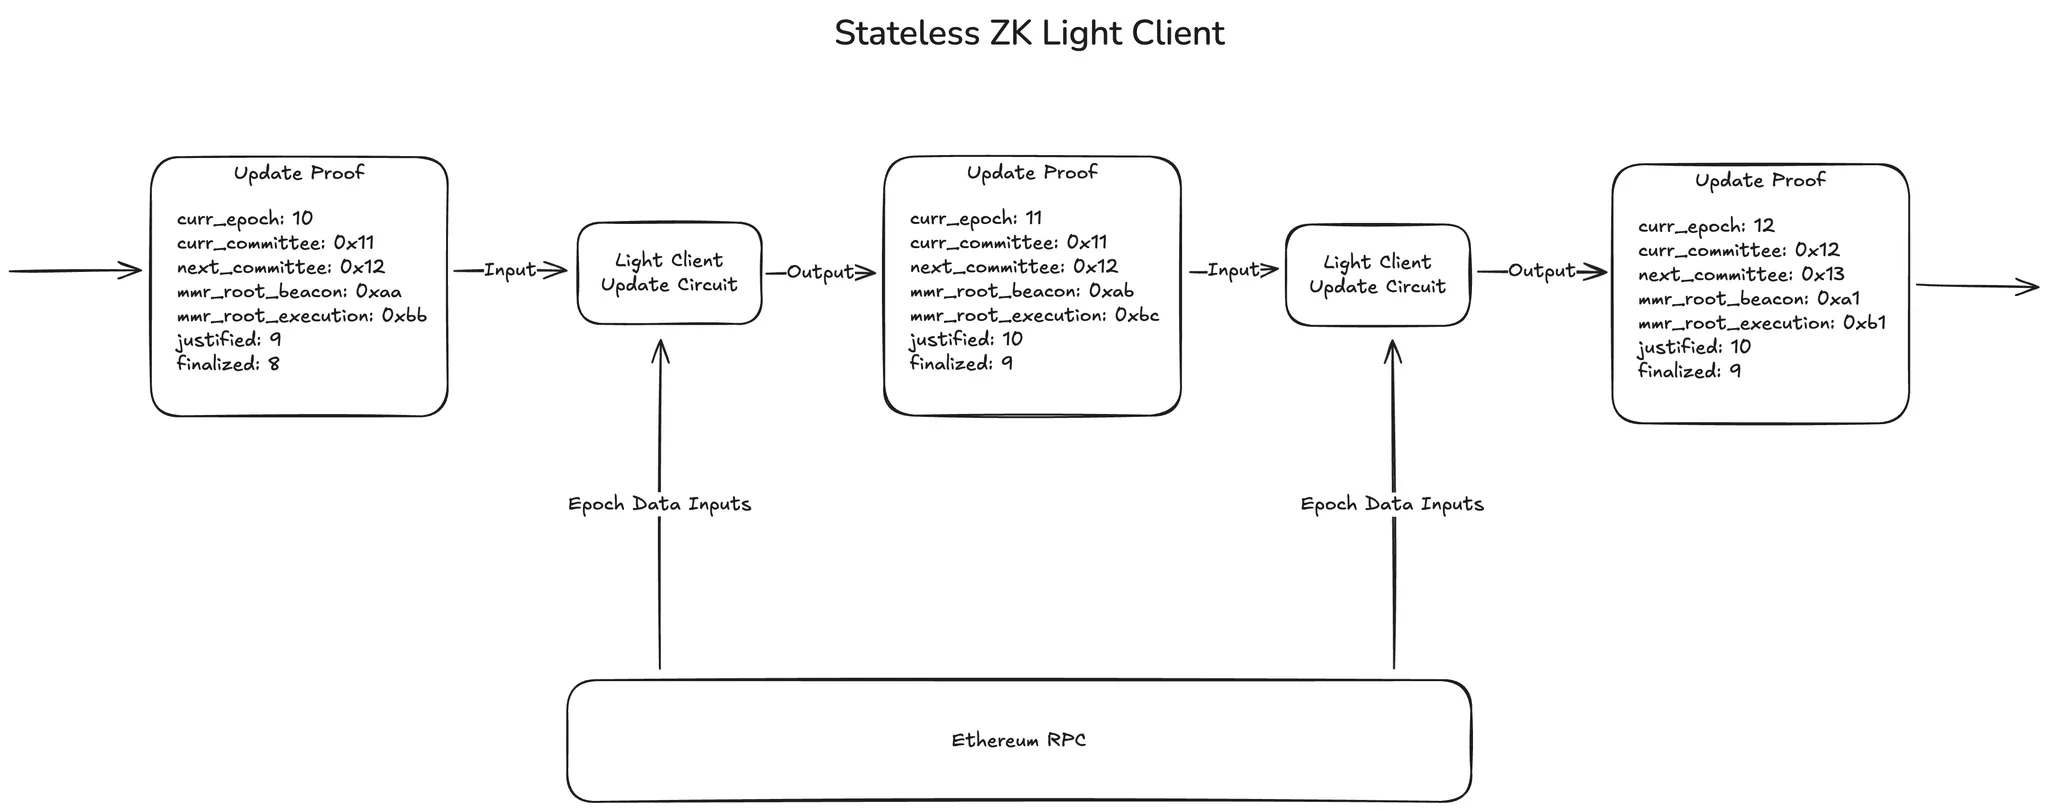 Stateless ZK Light Client
Update Proof
curr_epoch: 10
curr_committee: 0x11
next_committee: 0x12
mmr_root_beacon: 0xaa
mmr_root_execution: 0xbb
justified: 9
finalized: 8
Input
Light Client
Update Circuit
Output
Update Proof
curr_epoch: 11
curr_committee: 0x11
next_committee: 0x12
mmr_root_beacon: 0xab
mmr_root_execution: 0xbc
justified: 10
finalized: 9
Input
Light Client
Update Circuit
Output
Update Proof
curr_epoch: 12
curr_committee: 0x12
next_committee: 0x13
mmr_root_beacon: 0xa1
mmr_root_execution: 0xb1
justified: 10
finalized: 9
Epoch Data Inputs
Epoch Data Inputs
Ethereum RPC